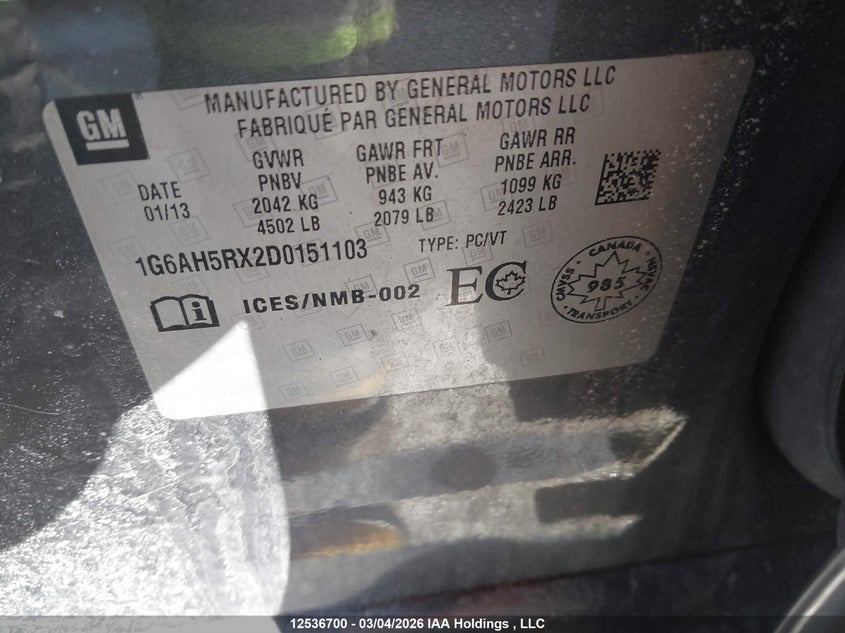 GM
MANUFACTURED BY GENERAL MOTORS LLC
FABRIQUÉ PAR GENERAL MOTORS LLC
DATE
01/13
GVWR
PNBV
2042 KG
4502 LB
GAWR FRT
PNBE AV.
943 KG
2079 LB
GAWR RR
PNBE ARR.
1099 KG
2423 LB
1G6AH5RX2D0151103
TYPE: PC/VT
i ICES/NMB-002
EC
CANADA
985
TRANSPORT
CMVSS
12536700 - 03/04/2026 IAA Holdings , LLC